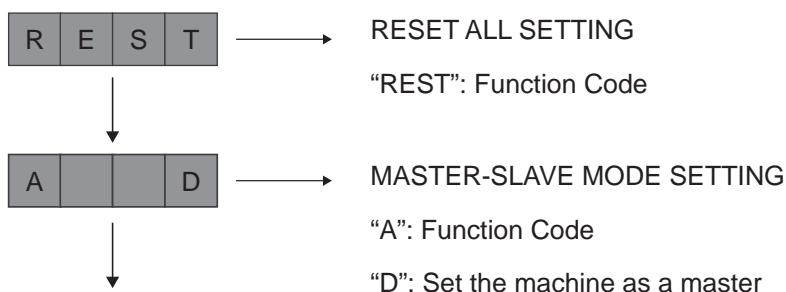 R E S T
RESET ALL SETTING
“REST”: Function Code
A D
MASTER-SLAVE MODE SETTING
“A”: Function Code
“D”: Set the machine as a master